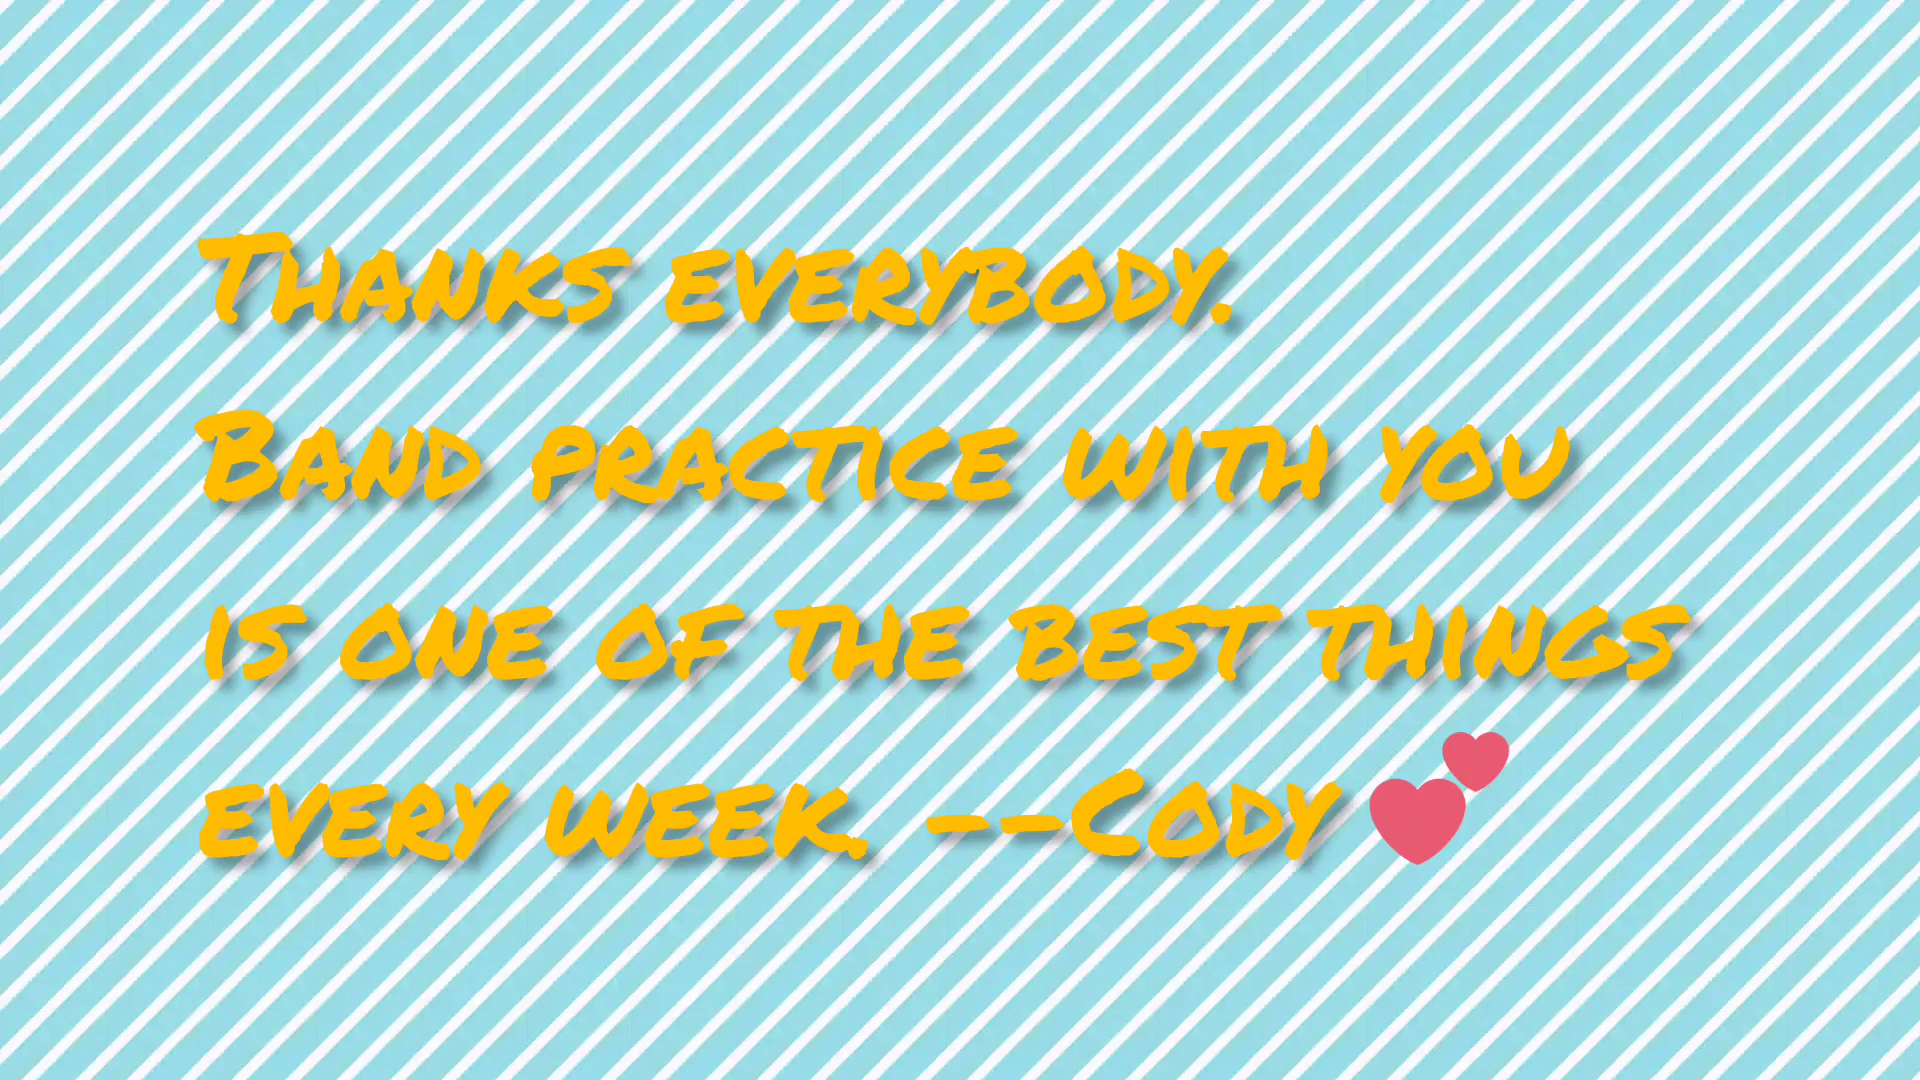 Thanks everybody.
Band practice with you
is one of the best things
every week. --Cody 💕